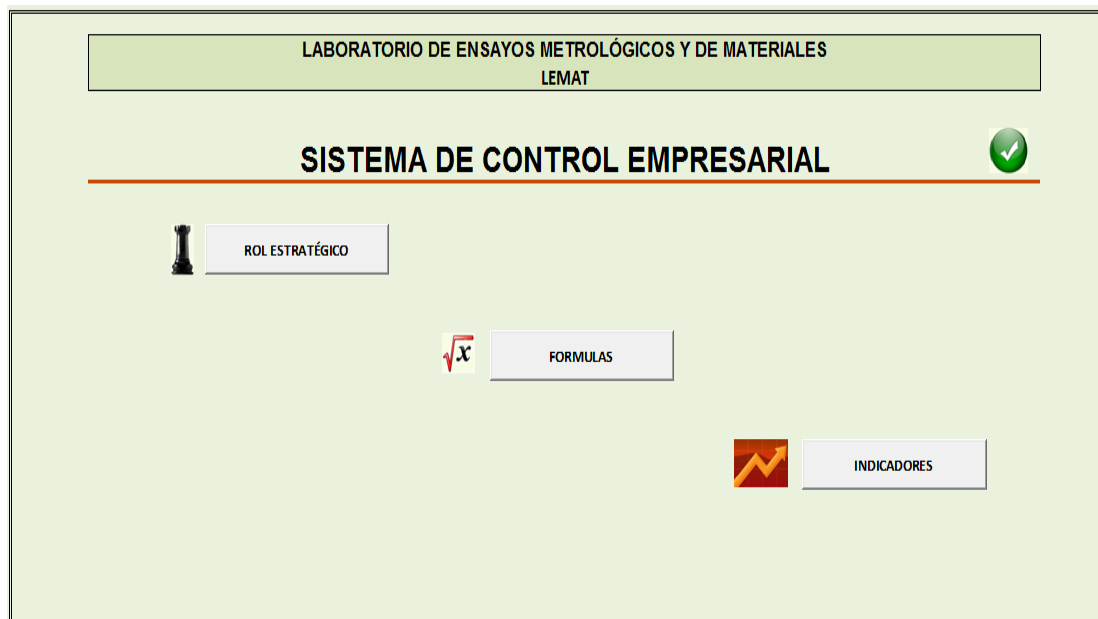 LABORATORIO DE ENSAYOS METROLÓGICOS Y DE MATERIALES
LEMAT
SISTEMA DE CONTROL EMPRESARIAL
ROL ESTRATÉGICO
√x
FORMULAS
INDICADORES